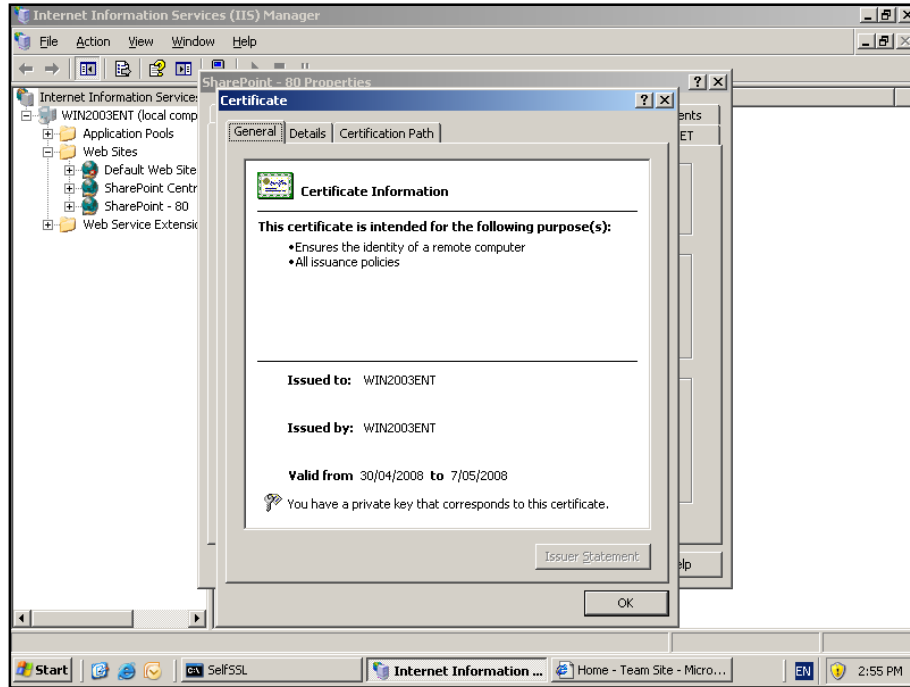 Internet Information Services (IIS) Manager
File Action View Window Help
SharePoint - 80 Properties
Certificate
Internet Information Service
WIN2003ENT (local comp
Application Pools
Web Sites
Default Web Site
SharePoint Centr
SharePoint - 80
Web Service Extensio
ents
ET
General Details Certification Path
Certificate Information
This certificate is intended for the following purpose(s):
•Ensures the identity of a remote computer
•All issuance policies
Issued to: WIN2003ENT
Issued by: WIN2003ENT
Valid from 30/04/2008 to 7/05/2008
You have a private key that corresponds to this certificate.
Issuer Statement
elp
OK
Start
SelfSSL
Internet Information ...
Home - Team Site - Micro...
EN
2:55 PM